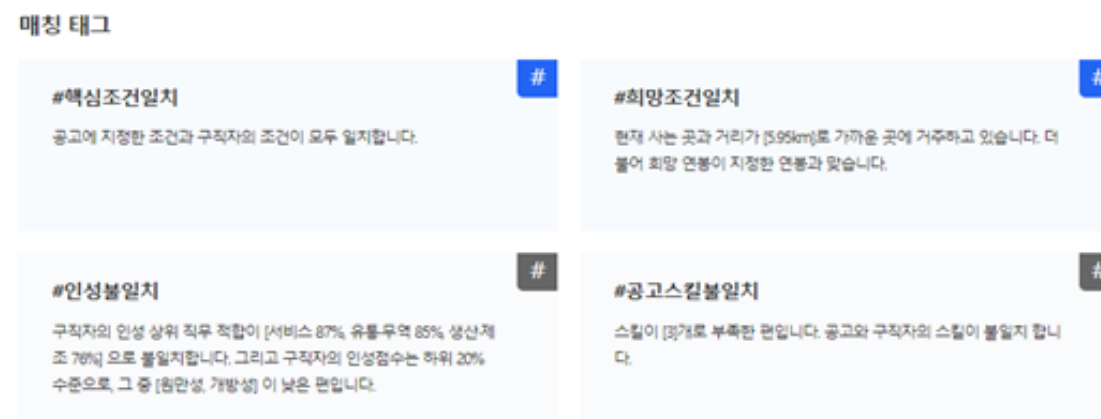 매칭 태그
#
#핵심조건일치
공고에 지정한 조건과 구직자의 조건이 모두 일치합니다.
#
#희망조건일치
현재 사는 곳과 거리가 [5.95km]로 가까운 곳에 거주하고 있습니다. 더
불어 희망 연봉이 지정한 연봉과 맞습니다.
#
#인성불일치
구직자의 인성 상위 직무 적합이 [서비스 87%, 유통·무역 85%, 생산·제
조 76%] 으로 불일치합니다. 그리고 구직자의 인성점수는 하위 20%
수준으로, 그 중 [원만성, 개방성] 이 낮은 편입니다.
#
#공고스킬불일치
스킬이 [3]개로 부족한 편입니다. 공고와 구직자의 스킬이 불일치 합니
다.